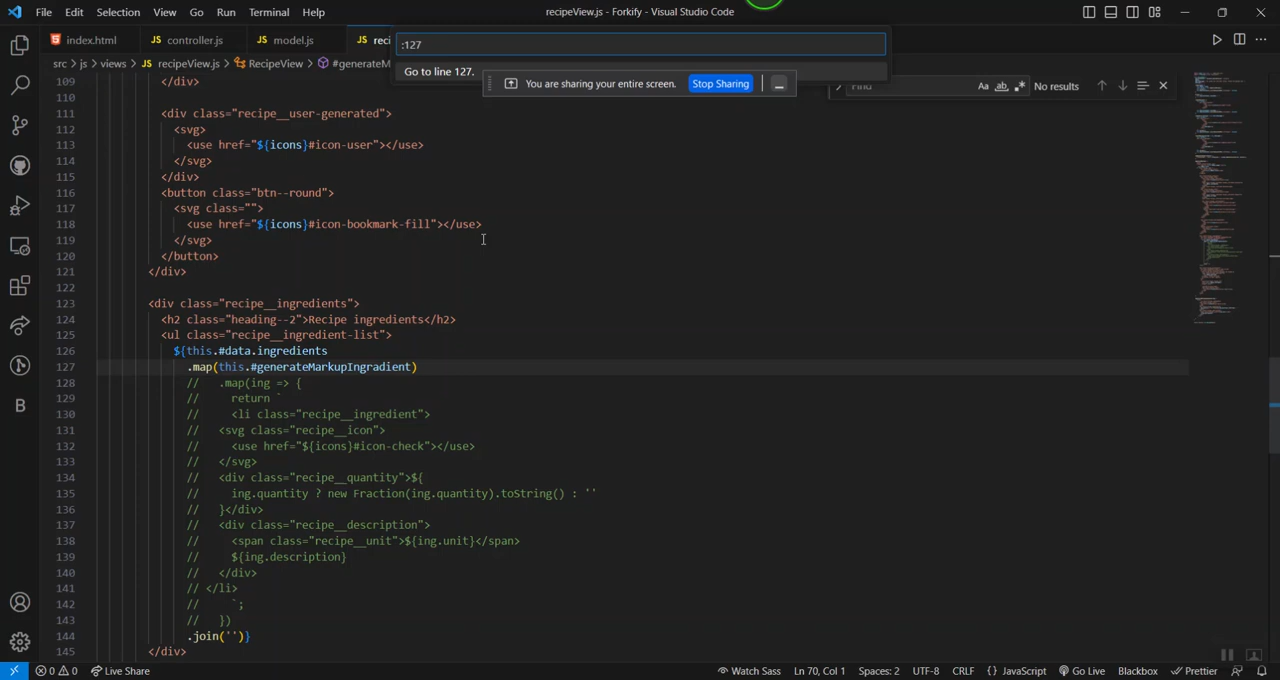 File Edit Selection View Go Run Terminal Help
recipeView.js - Forkify - Visual Studio Code
index.html
controller.js
model.js
reci
:127
Go to line 127.
src > js > views > recipeView.js > RecipeView > #generateM
You are sharing your entire screen.
Stop Sharing
Find
Aa
ab
No results
109 </div>
110
111 <div class="recipe__user-generated">
112 <svg>
113 <use href="${icons}#icon-user"></use>
114 </svg>
115 </div>
116 <button class="btn--round">
117 <svg class="">
118 <use href="${icons}#icon-bookmark-fill"></use>
119 </svg>
120 </button>
121 </div>
122
123 <div class="recipe__ingredients">
124 <h2 class="heading--2">Recipe ingredients</h2>
125 <ul class="recipe__ingredient-list">
126 ${this.#data.ingredients
127 .map(this.#generateMarkupIngradient)
128 // .map(ing => {
129 // return `
130 // <li class="recipe__ingredient">
131 // <svg class="recipe__icon">
132 // <use href="${icons}#icon-check"></use>
133 // </svg>
134 // <div class="recipe__quantity">${
135 // ing.quantity ? new Fraction(ing.quantity).toString() : ''
136 // }</div>
137 // <div class="recipe__description">
138 // <span class="recipe__unit">${ing.unit}</span>
139 // ${ing.description}
140 // </div>
141 // </li>
142 // `;
143 // })
144 .join('')}
145 </div>
B
0 0 Live Share
Watch Sass Ln 70, Col 1 Spaces: 2 UTF-8 CRLF {} JavaScript Go Live Blackbox Prettier